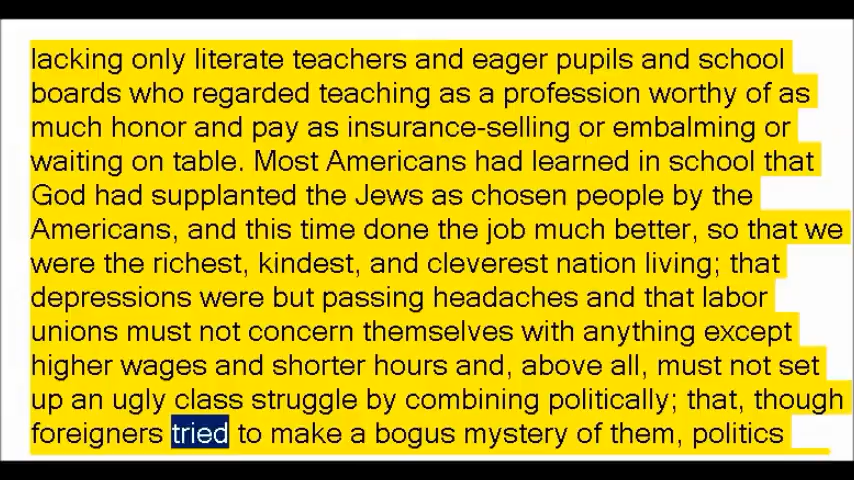 lacking only literate teachers and eager pupils and school
boards who regarded teaching as a profession worthy of as
much honor and pay as insurance-selling or embalming or
waiting on table. Most Americans had learned in school that
God had supplanted the Jews as chosen people by the
Americans, and this time done the job much better, so that we
were the richest, kindest, and cleverest nation living; that
depressions were but passing headaches and that labor
unions must not concern themselves with anything except
higher wages and shorter hours and, above all, must not set
up an ugly class struggle by combining politically; that, though
foreigners tried to make a bogus mystery of them, politics